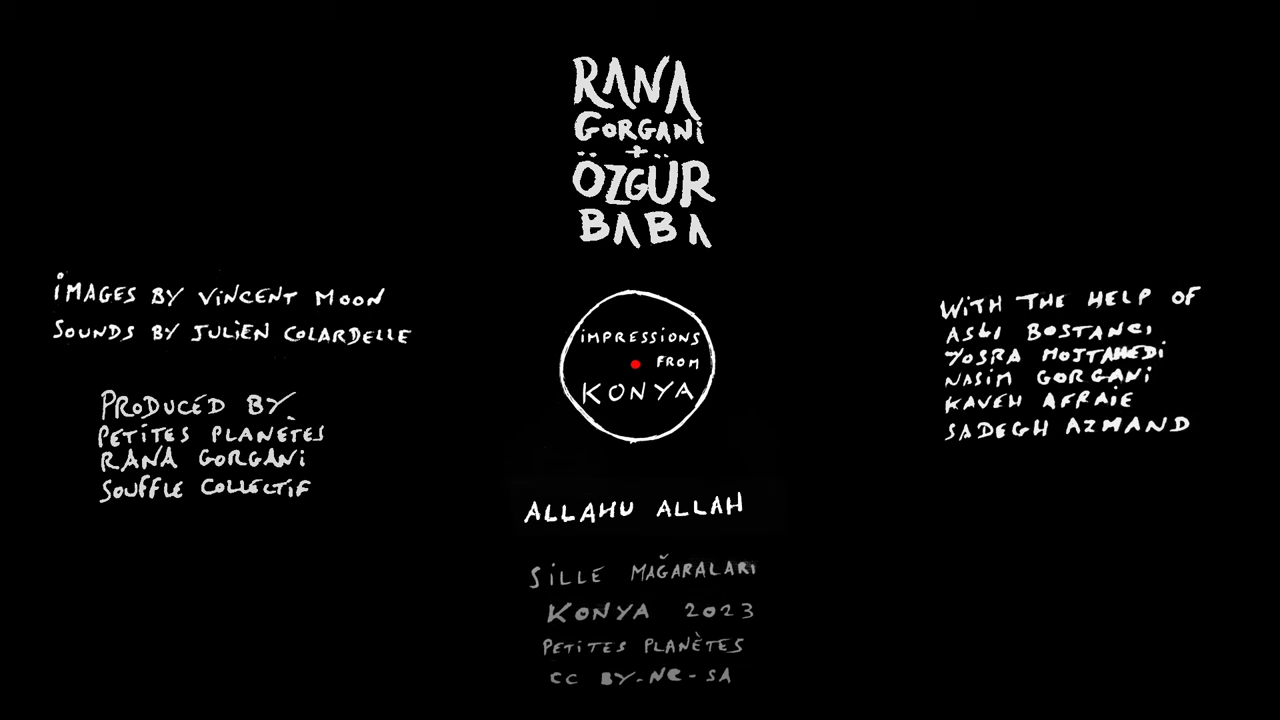 RANA
GORGANI
+
ÖZGÜR
BABA
IMAGES BY VINCENT MOON
SOUNDS BY JULIEN COLARDELLE
PRODUCED BY
PETITES PLANÈTES
RANA GORGANI
SOUFFLE COLLECTIF
IMPRESSIONS
FROM
KONYA
WITH THE HELP OF
ASLI BOSTANCI
YOSRA MOJTAHEDI
NASIM GORGANI
KAVEH AFRAIE
SADEGH AZMAND
ALLAHU ALLAH
SILLE MAĞARALARI
KONYA 2023
PETITES PLANÈTES
CC BY-NC-SA